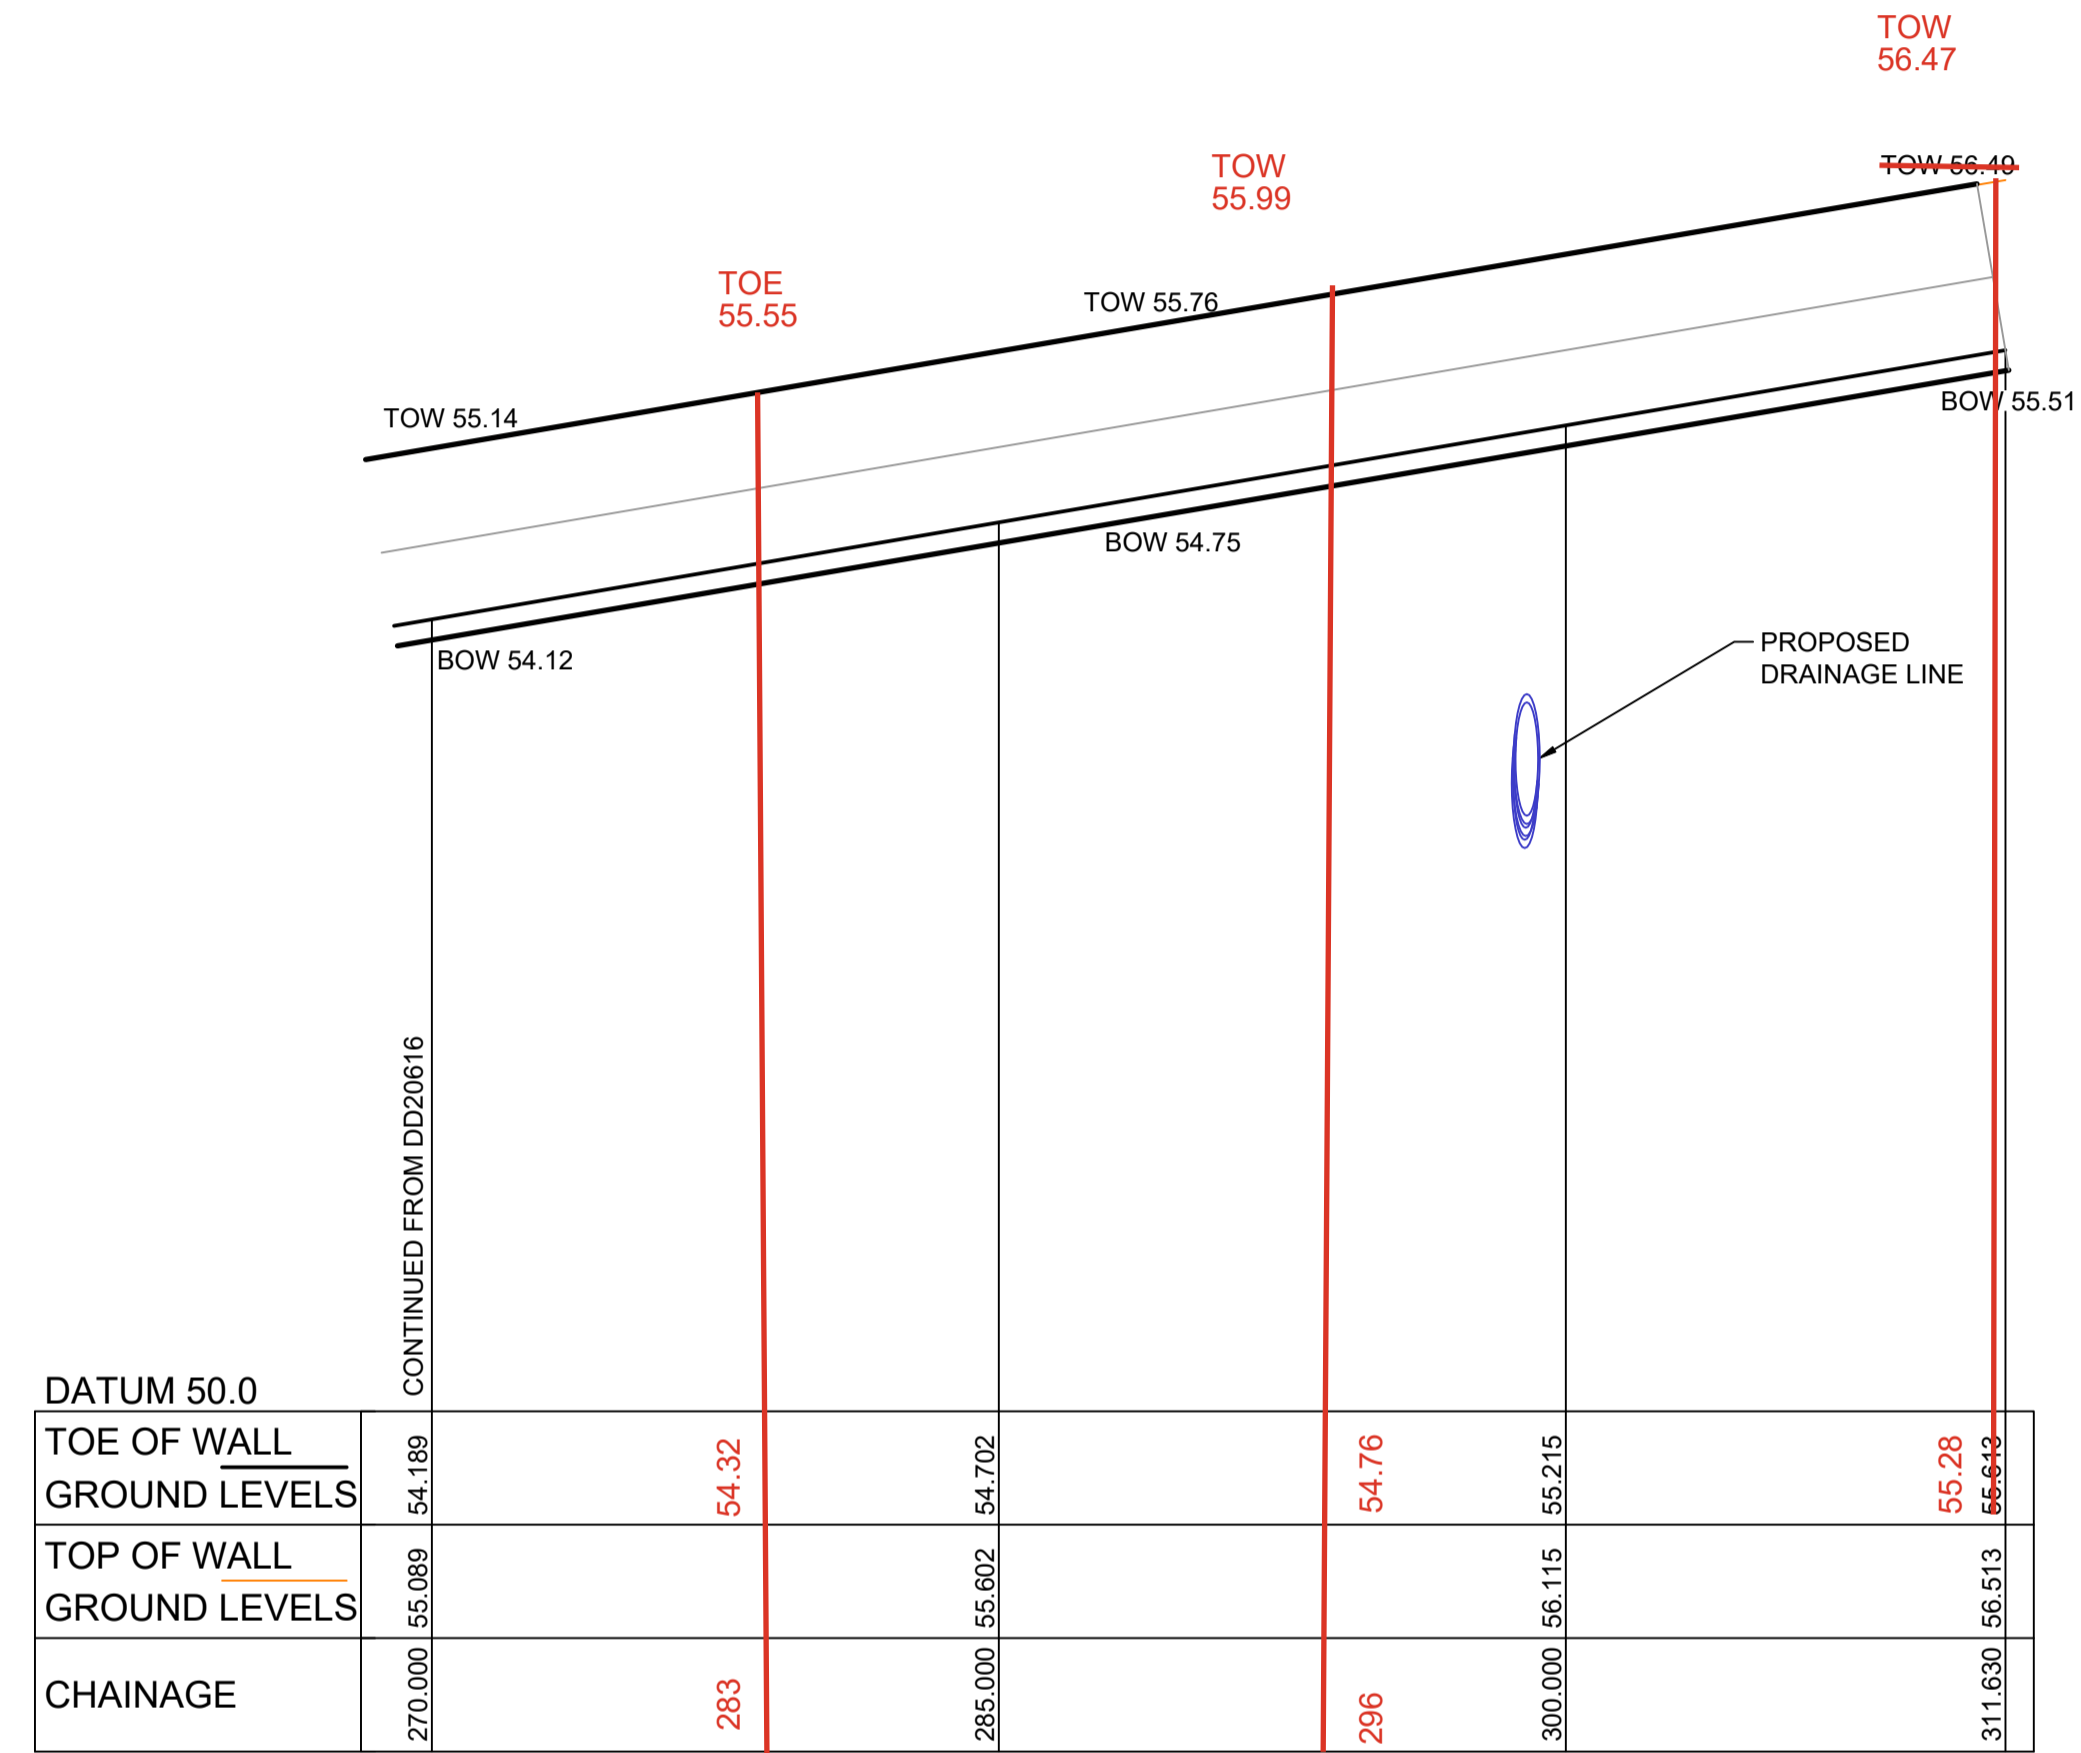 TOW
56.47
TOW 56.49
TOW
55.99
TOE
55.55
TOW 55.76
TOW 55.14
BOW 55.51
BOW 54.75
BOW 54.12
PROPOSED
DRAINAGE LINE
CONTINUED FROM DD20616
DATUM 50.0
TOE OF WALL
GROUND LEVELS
54.189
54.32
54.702
54.76
55.215
55.28
55.613
TOP OF WALL
GROUND LEVELS
55.089
55.602
56.115
56.513
CHAINAGE
270.000
283
285.000
296
300.000
311.630